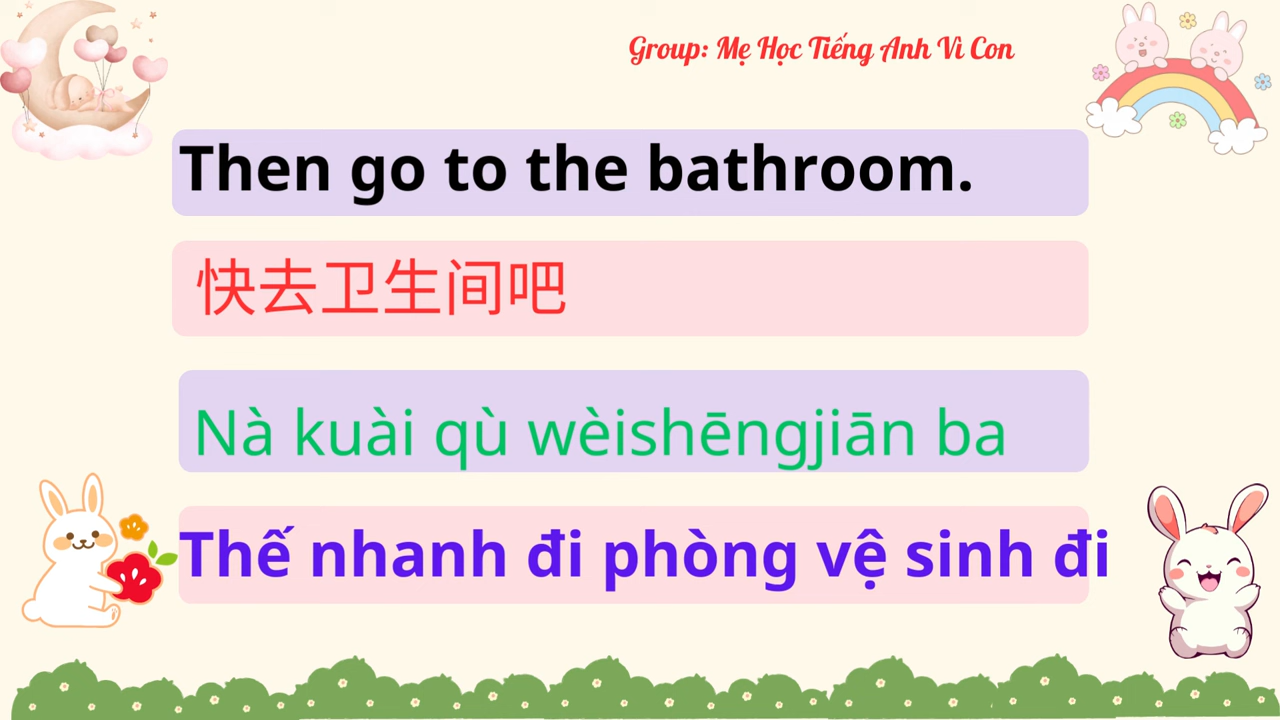 Group: Mẹ Học Tiếng Anh Vì Con
Then go to the bathroom.
快去卫生间吧
Nà kuài qù wèishēngjiān ba
Thế nhanh đi phòng vệ sinh đi